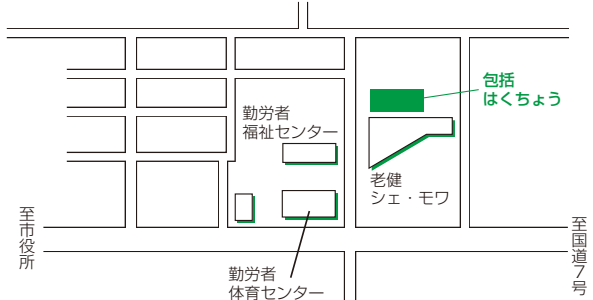 包括
はくちょう
勤労者
福祉センター
老健
シェ・モワ
至市役所
至国道7号
勤労者
体育センター